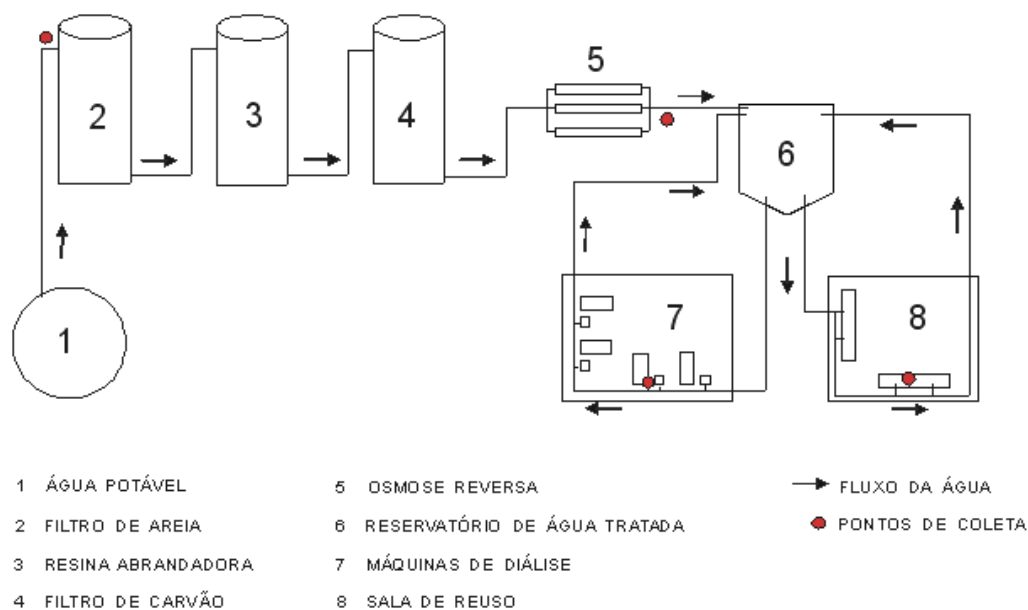 2
3
4
5
6
1
7
8
1 ÁGUA POTÁVEL
2 FILTRO DE AREIA
3 RESINA ABRANDADORA
4 FILTRO DE CARVÃO
5 OSMOSE REVERSA
6 RESERVATÓRIO DE ÁGUA TRATADA
7 MÁQUINAS DE DIÁLISE
8 SALA DE REUSO
FLUXO DA ÁGUA
PONTOS DE COLETA